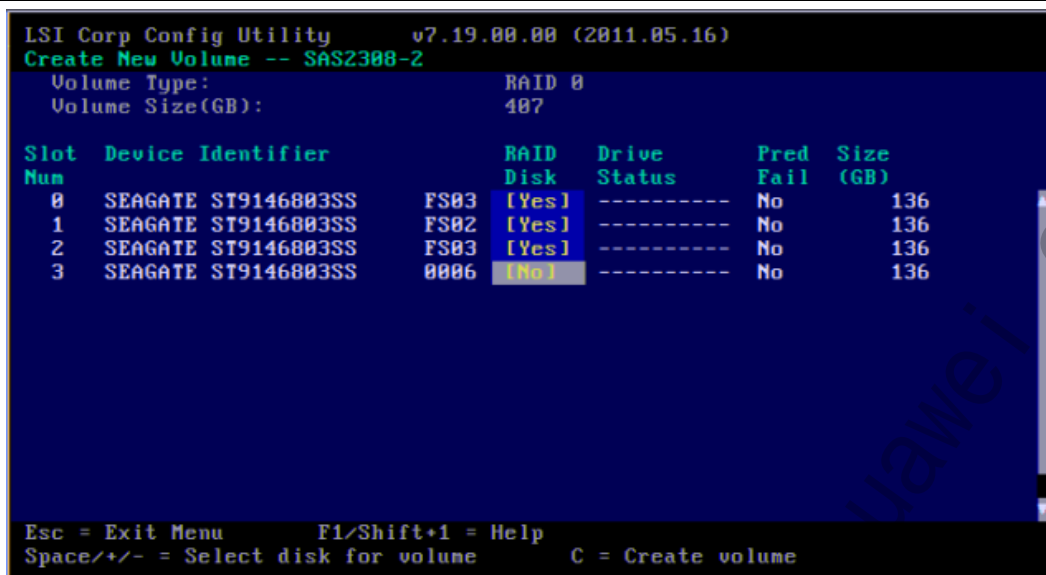 LSI Corp Config Utility v7.19.00.00 (2011.05.16)
Create New Volume -- SAS2308-2
Volume Type: RAID 0
Volume Size(GB): 407
Slot Device Identifier RAID Drive Pred Size
Num Disk Status Fail (GB)
0 SEAGATE ST9146803SS FS03 [Yes] ---------- No 136
1 SEAGATE ST9146803SS FS02 [Yes] ---------- No 136
2 SEAGATE ST9146803SS FS03 [Yes] ---------- No 136
3 SEAGATE ST9146803SS 0006 [No] ---------- No 136
uawei
Esc = Exit Menu F1/Shift+1 = Help
Space/+/- = Select disk for volume C = Create volume